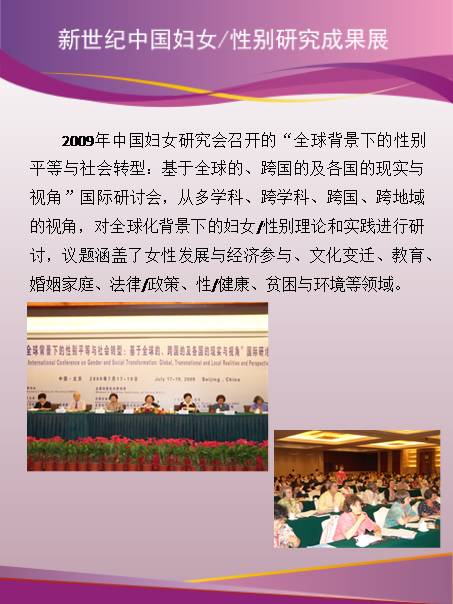 新世纪中国妇女/性别研究成果展
2009年中国妇女研究会召开的“全球背景下的性别
平等与社会转型：基于全球的、跨国的及各国的现实与
视角”国际研讨会，从多学科、跨学科、跨国、跨地域
的视角，对全球化背景下的妇女/性别理论和实践进行研
讨，议题涵盖了女性发展与经济参与、文化变迁、教育、
婚姻家庭、法律/政策、性/健康、贫困与环境等领域。
全球背景下的性别平等与社会转型：基于全球的、跨国的及各国的现实与视角”国际研讨
International Conference on Gender and Social Transformation: Global, Transnational and Local Realities and Perspectiv
中国·北京 2009年7月17-19日 July 17-19, 2009 Beijing, China